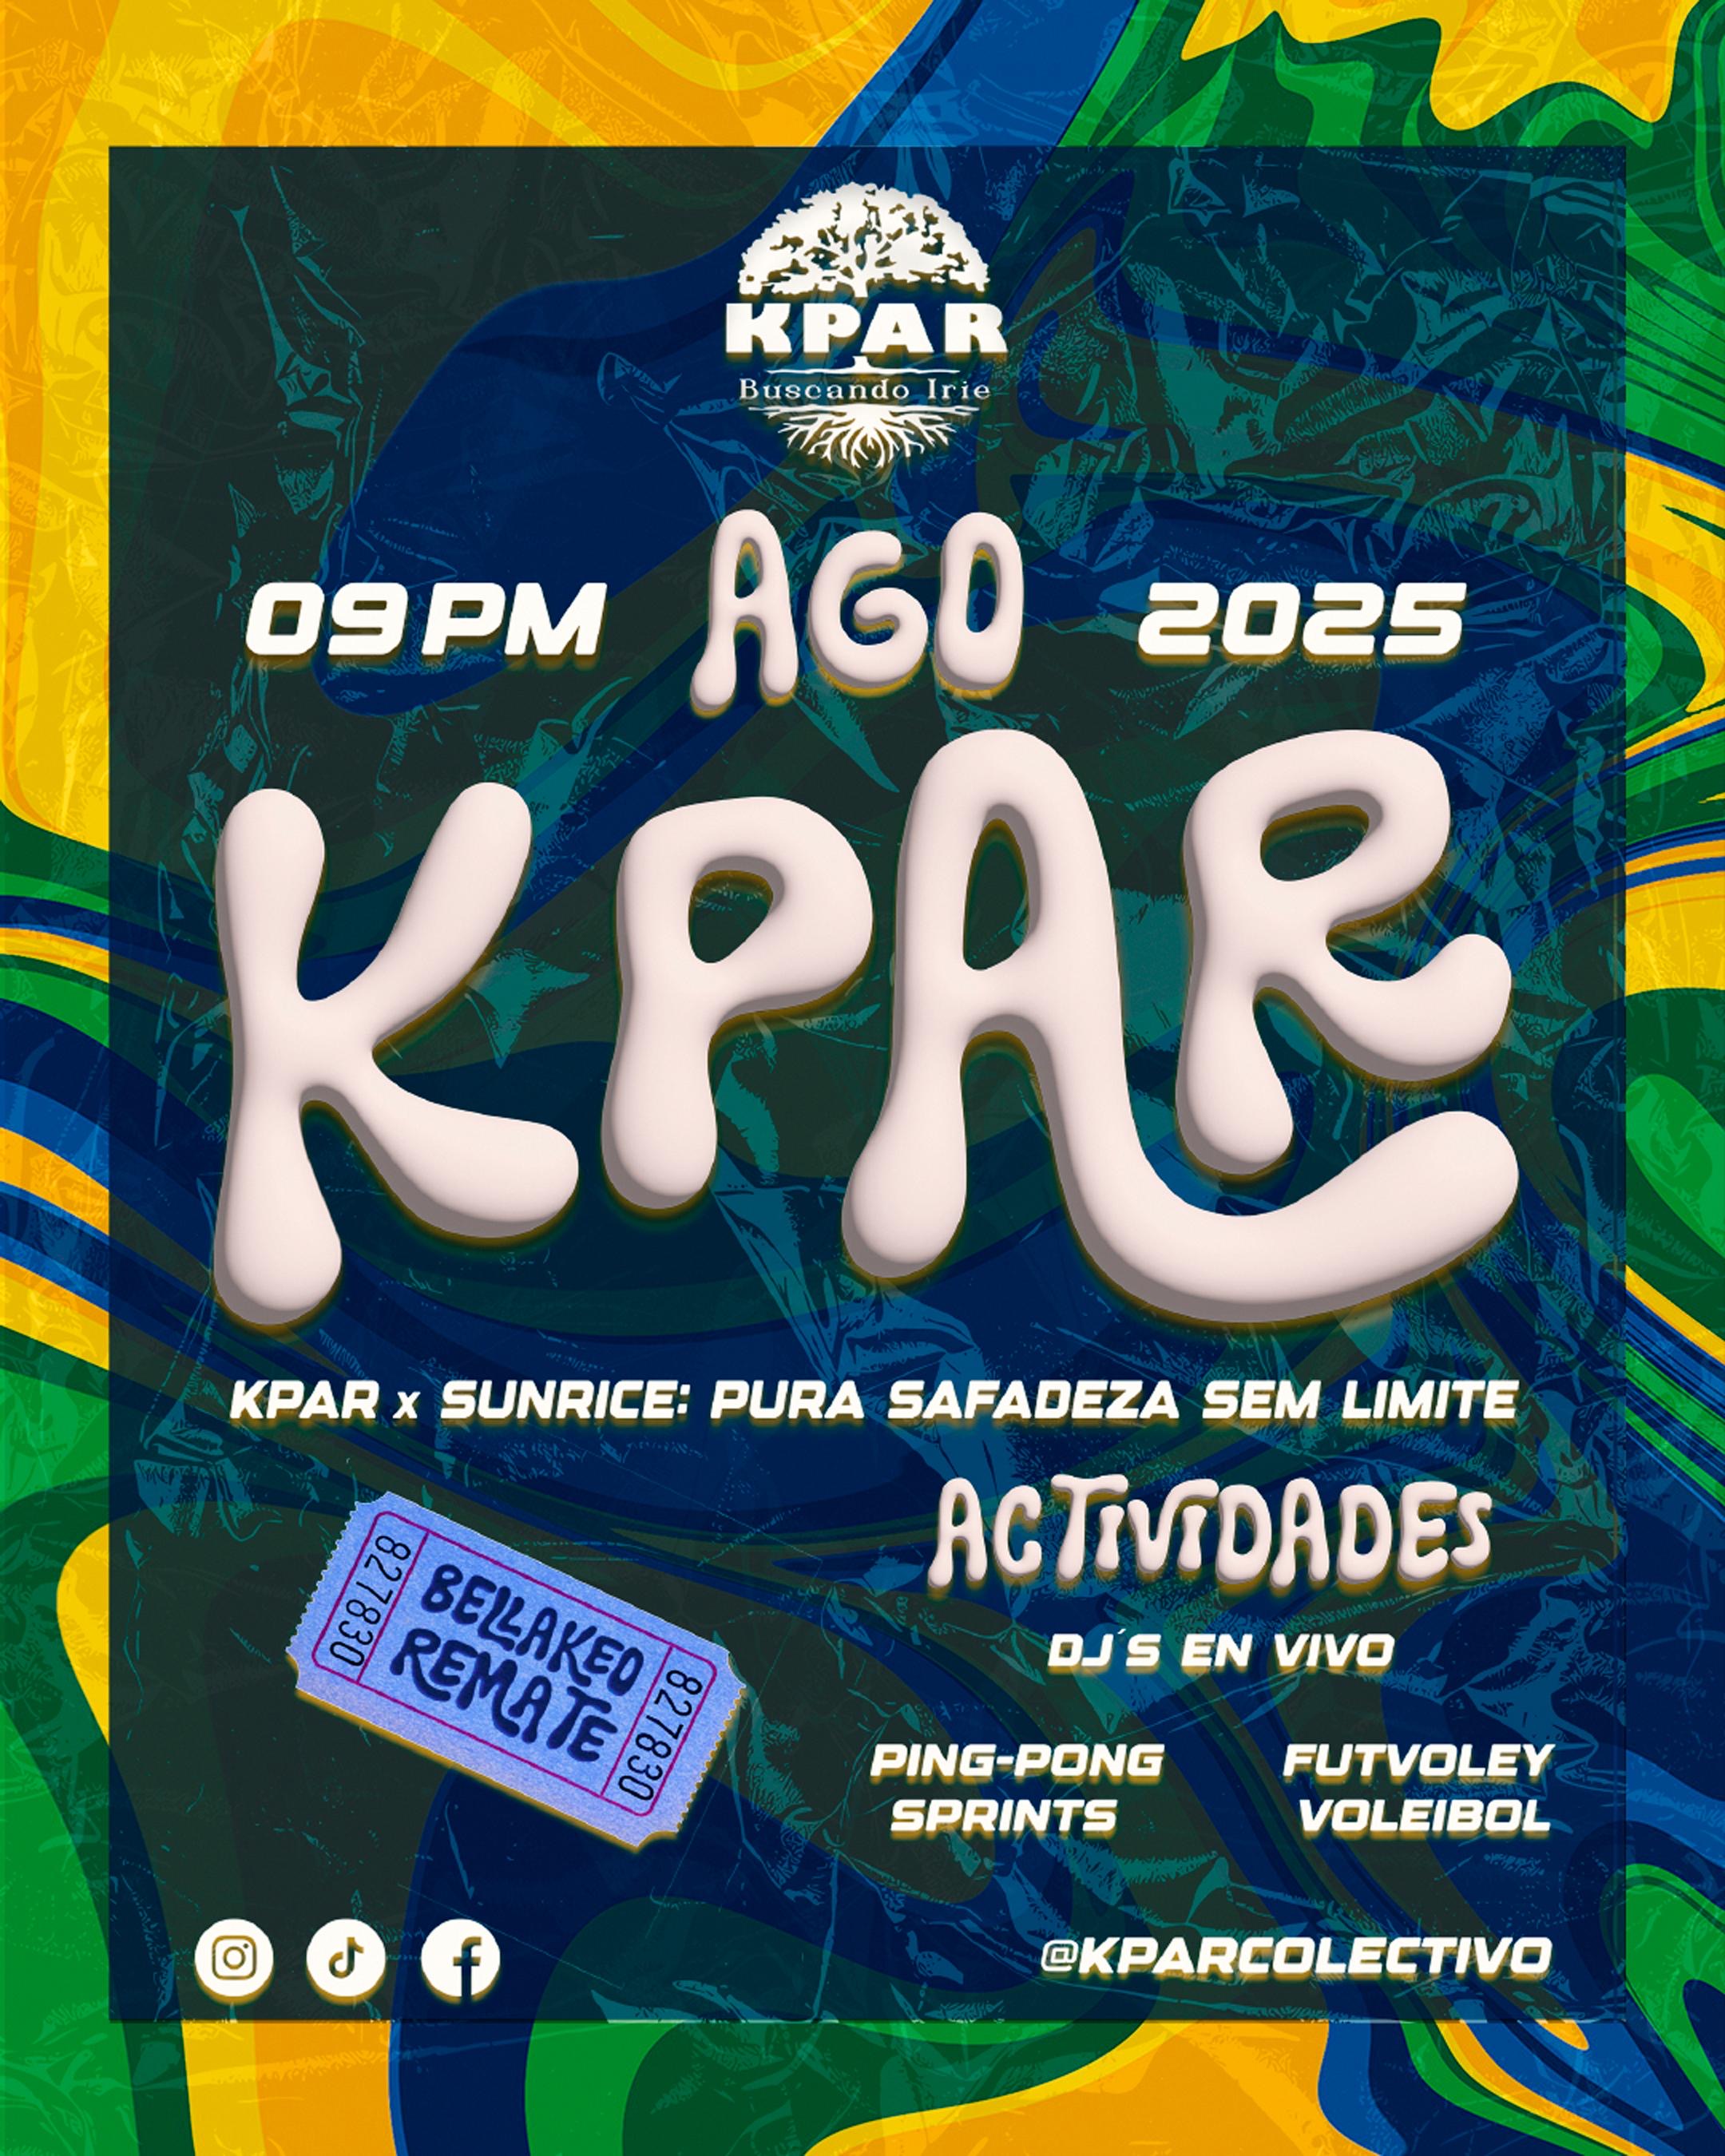 KPAR
Buscando Irie
09 PM AGO 2025
KPAR
KPAR x SUNRICE: PURA SAFADEZA SEM LIMITE
ACTIVIDADES
DJ´S EN VIVO
PING-PONG
SPRINTS
FUTVOLEY
VOLEIBOL
827830
BELLAKEO
REMATE
827830
@KPARCOLECTIVO